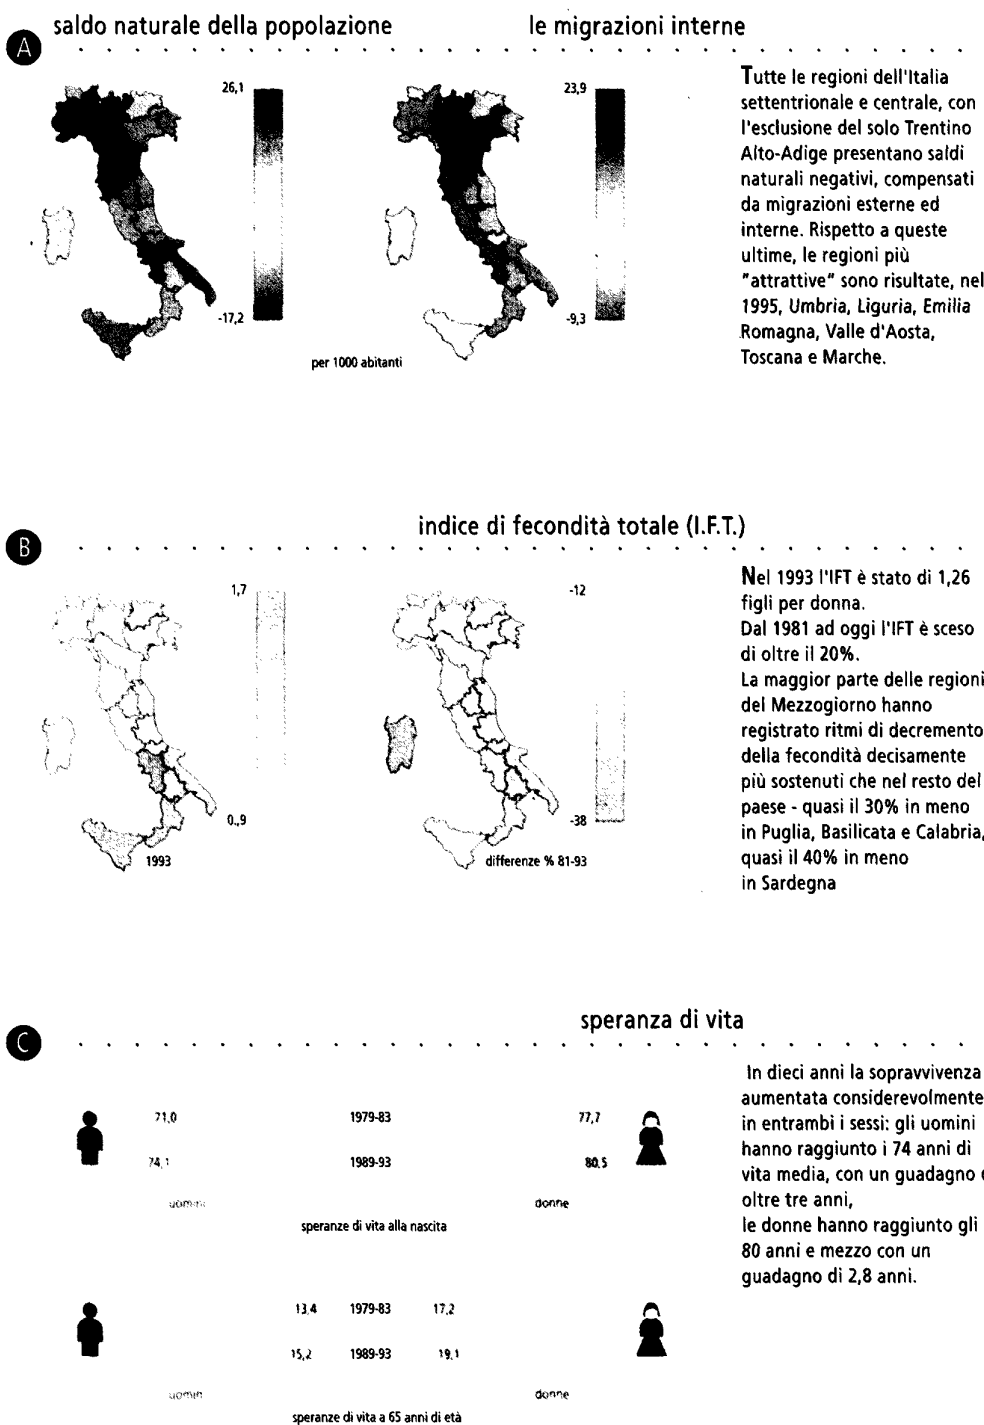 A
saldo naturale della popolazione
le migrazioni interne
26,1
-17,2
23,9
-9,3
per 1000 abitanti
Tutte le regioni dell'Italia
settentrionale e centrale, con
l'esclusione del solo Trentino
Alto-Adige presentano saldi
naturali negativi, compensati
da migrazioni esterne ed
interne. Rispetto a queste
ultime, le regioni più
"attrattive" sono risultate, nel
1995, Umbria, Liguria, Emilia
Romagna, Valle d'Aosta,
Toscana e Marche.
B
indice di fecondità totale (I.F.T.)
1,7
0.,9
1993
-12
-38
differenze % 81-93
Nel 1993 l'IFT è stato di 1,26
figli per donna.
Dal 1981 ad oggi l'IFT è sceso
di oltre il 20%.
La maggior parte delle regioni
del Mezzogiorno hanno
registrato ritmi di decremento
della fecondità decisamente
più sostenuti che nel resto del
paese - quasi il 30% in meno
in Puglia, Basilicata e Calabria,
quasi il 40% in meno
in Sardegna
C
speranza di vita
71,0 1979-83 77,7
74,1 1989-93 80,5
uomini donne
speranze di vita alla nascita
13,4 1979-83 17,2
15,2 1989-93 19,1
uomini donne
speranze di vita a 65 anni di età
In dieci anni la sopravvivenza
aumentata considerevolmente
in entrambi i sessi: gli uomini
hanno raggiunto i 74 anni di
vita media, con un guadagno
oltre tre anni,
le donne hanno raggiunto gli
80 anni e mezzo con un
guadagno di 2,8 anni.